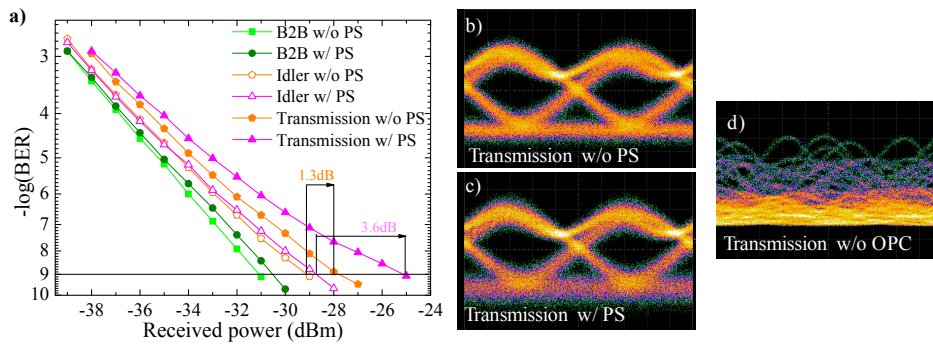 a)
B2B w/o PS
B2B w/ PS
Idler w/o PS
Idler w/ PS
Transmission w/o PS
Transmission w/ PS
1.3dB
3.6dB
-log(BER)
3
4
5
6
7
8
9
10
-38
-36
-34
-32
-30
-28
-26
-24
Received power (dBm)
b)
Transmission w/o PS
c)
Transmission w/ PS
d)
Transmission w/o OPC